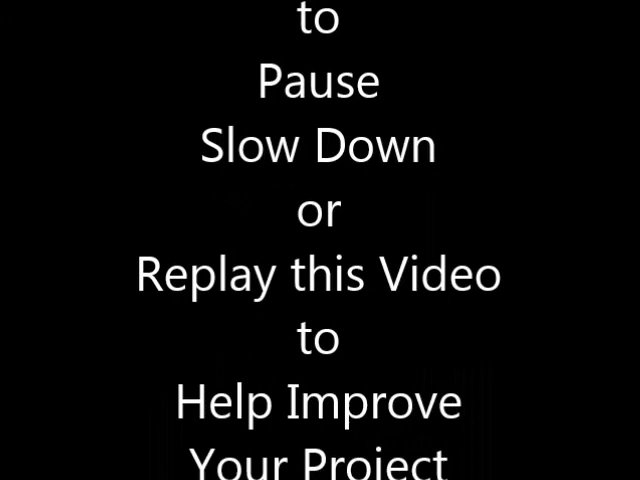 to
Pause
Slow Down
or
Replay this Video
to
Help Improve
Your Project